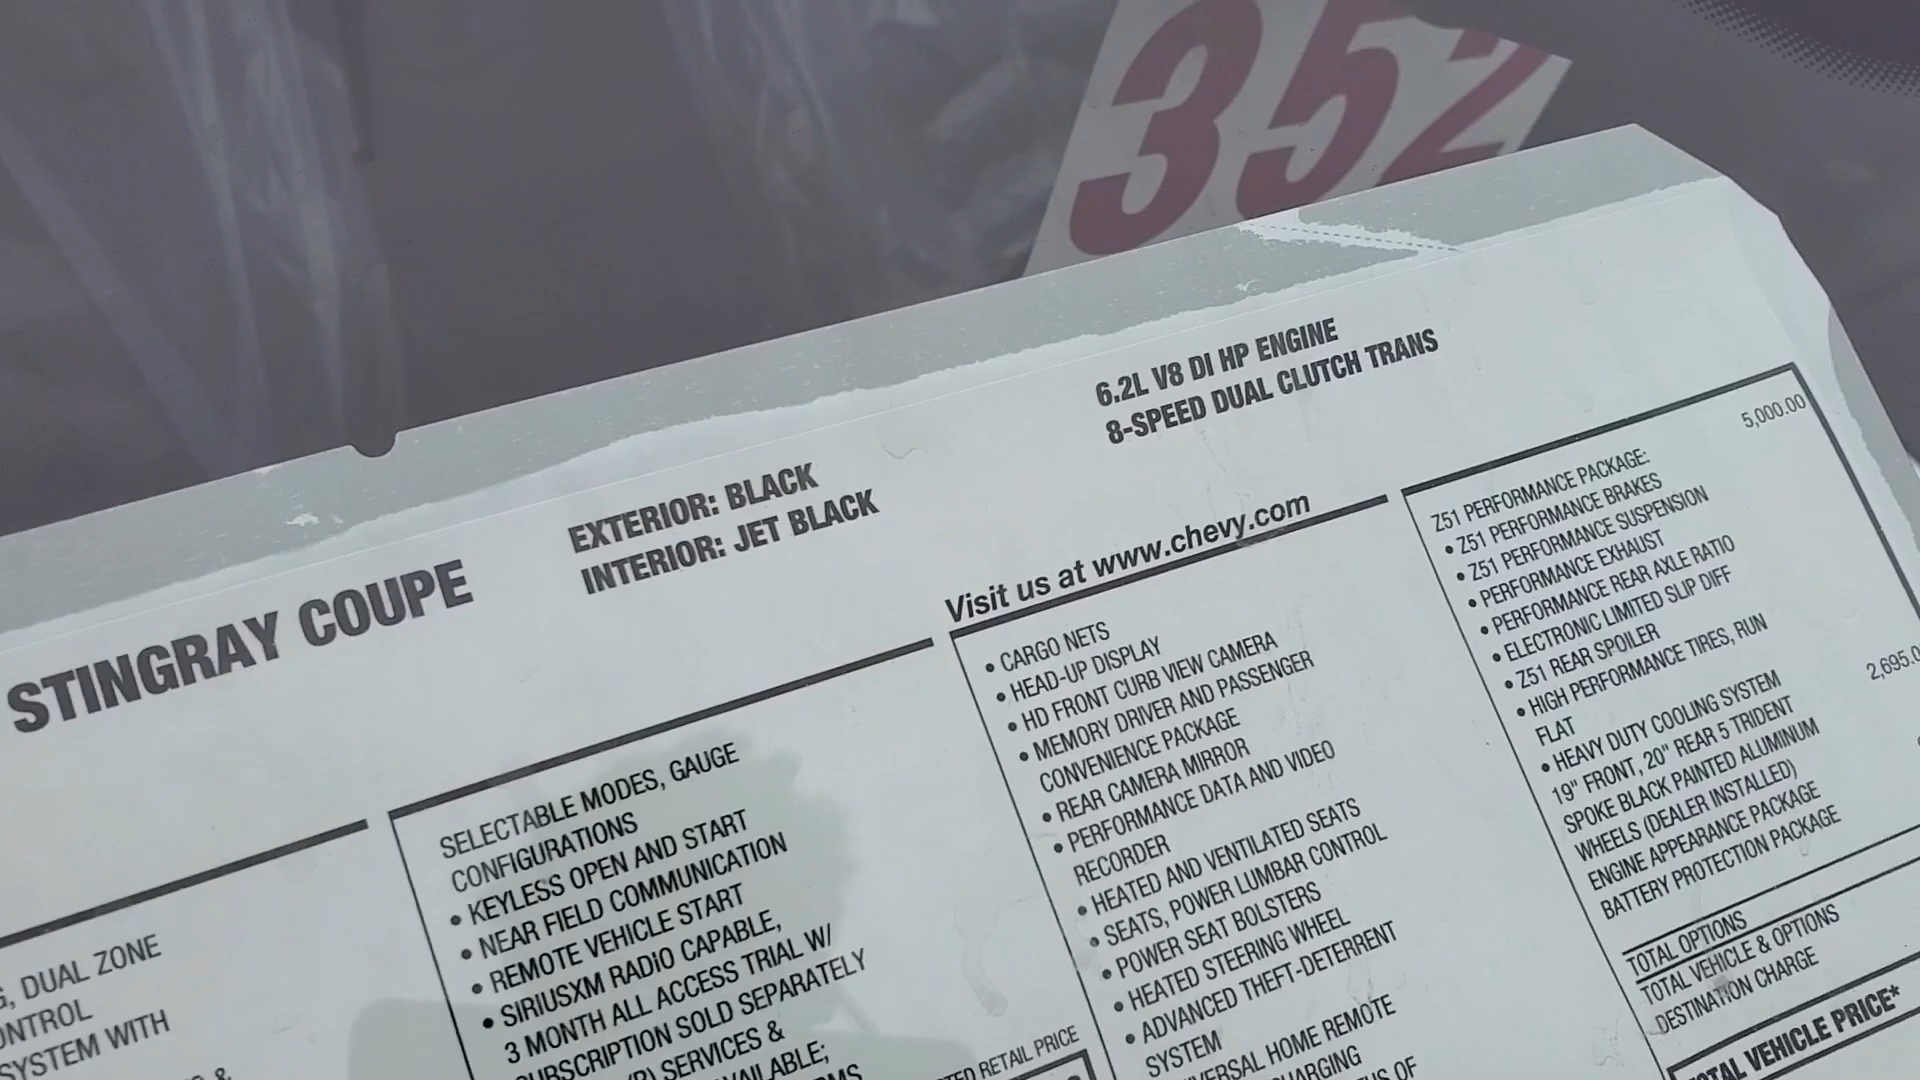 352
6.2L V8 DI HP ENGINE
8-SPEED DUAL CLUTCH TRANS
EXTERIOR: BLACK
INTERIOR: JET BLACK
STINGRAY COUPE
Visit us at www.chevy.com
, DUAL ZONE
SYSTEM WITH
&
SELECTABLE MODES, GAUGE
CONFIGURATIONS
• KEYLESS OPEN AND START
• NEAR FIELD COMMUNICATION
• REMOTE VEHICLE START
• SIRIUSXM RADIO CAPABLE,
3 MONTH ALL ACCESS TRIAL W/
SUBSCRIPTION SOLD SEPARATELY
SERVICES &
• CARGO NETS
• HEAD-UP DISPLAY
• HD FRONT CURB VIEW CAMERA
• MEMORY DRIVER AND PASSENGER
CONVENIENCE PACKAGE
• REAR CAMERA MIRROR
• PERFORMANCE DATA AND VIDEO
RECORDER
• HEATED AND VENTILATED SEATS
• SEATS, POWER LUMBAR CONTROL
• POWER SEAT BOLSTERS
• HEATED STEERING WHEEL
• ADVANCED THEFT-DETERRENT
SYSTEM
HOME REMOTE
OF
RETAIL PRICE
Z51 PERFORMANCE PACKAGE: 5,000.00
• Z51 PERFORMANCE BRAKES
• Z51 PERFORMANCE SUSPENSION
• PERFORMANCE EXHAUST
• PERFORMANCE REAR AXLE RATIO
• ELECTRONIC LIMITED SLIP DIFF
• Z51 REAR SPOILER
• HIGH PERFORMANCE TIRES, RUN
FLAT
• HEAVY DUTY COOLING SYSTEM
19" FRONT, 20" REAR 5 TRIDENT 2,695.0
SPOKE BLACK PAINTED ALUMINUM
WHEELS (DEALER INSTALLED)
ENGINE APPEARANCE PACKAGE
BATTERY PROTECTION PACKAGE
TOTAL OPTIONS
TOTAL VEHICLE & OPTIONS
DESTINATION CHARGE
TOTAL VEHICLE PRICE*